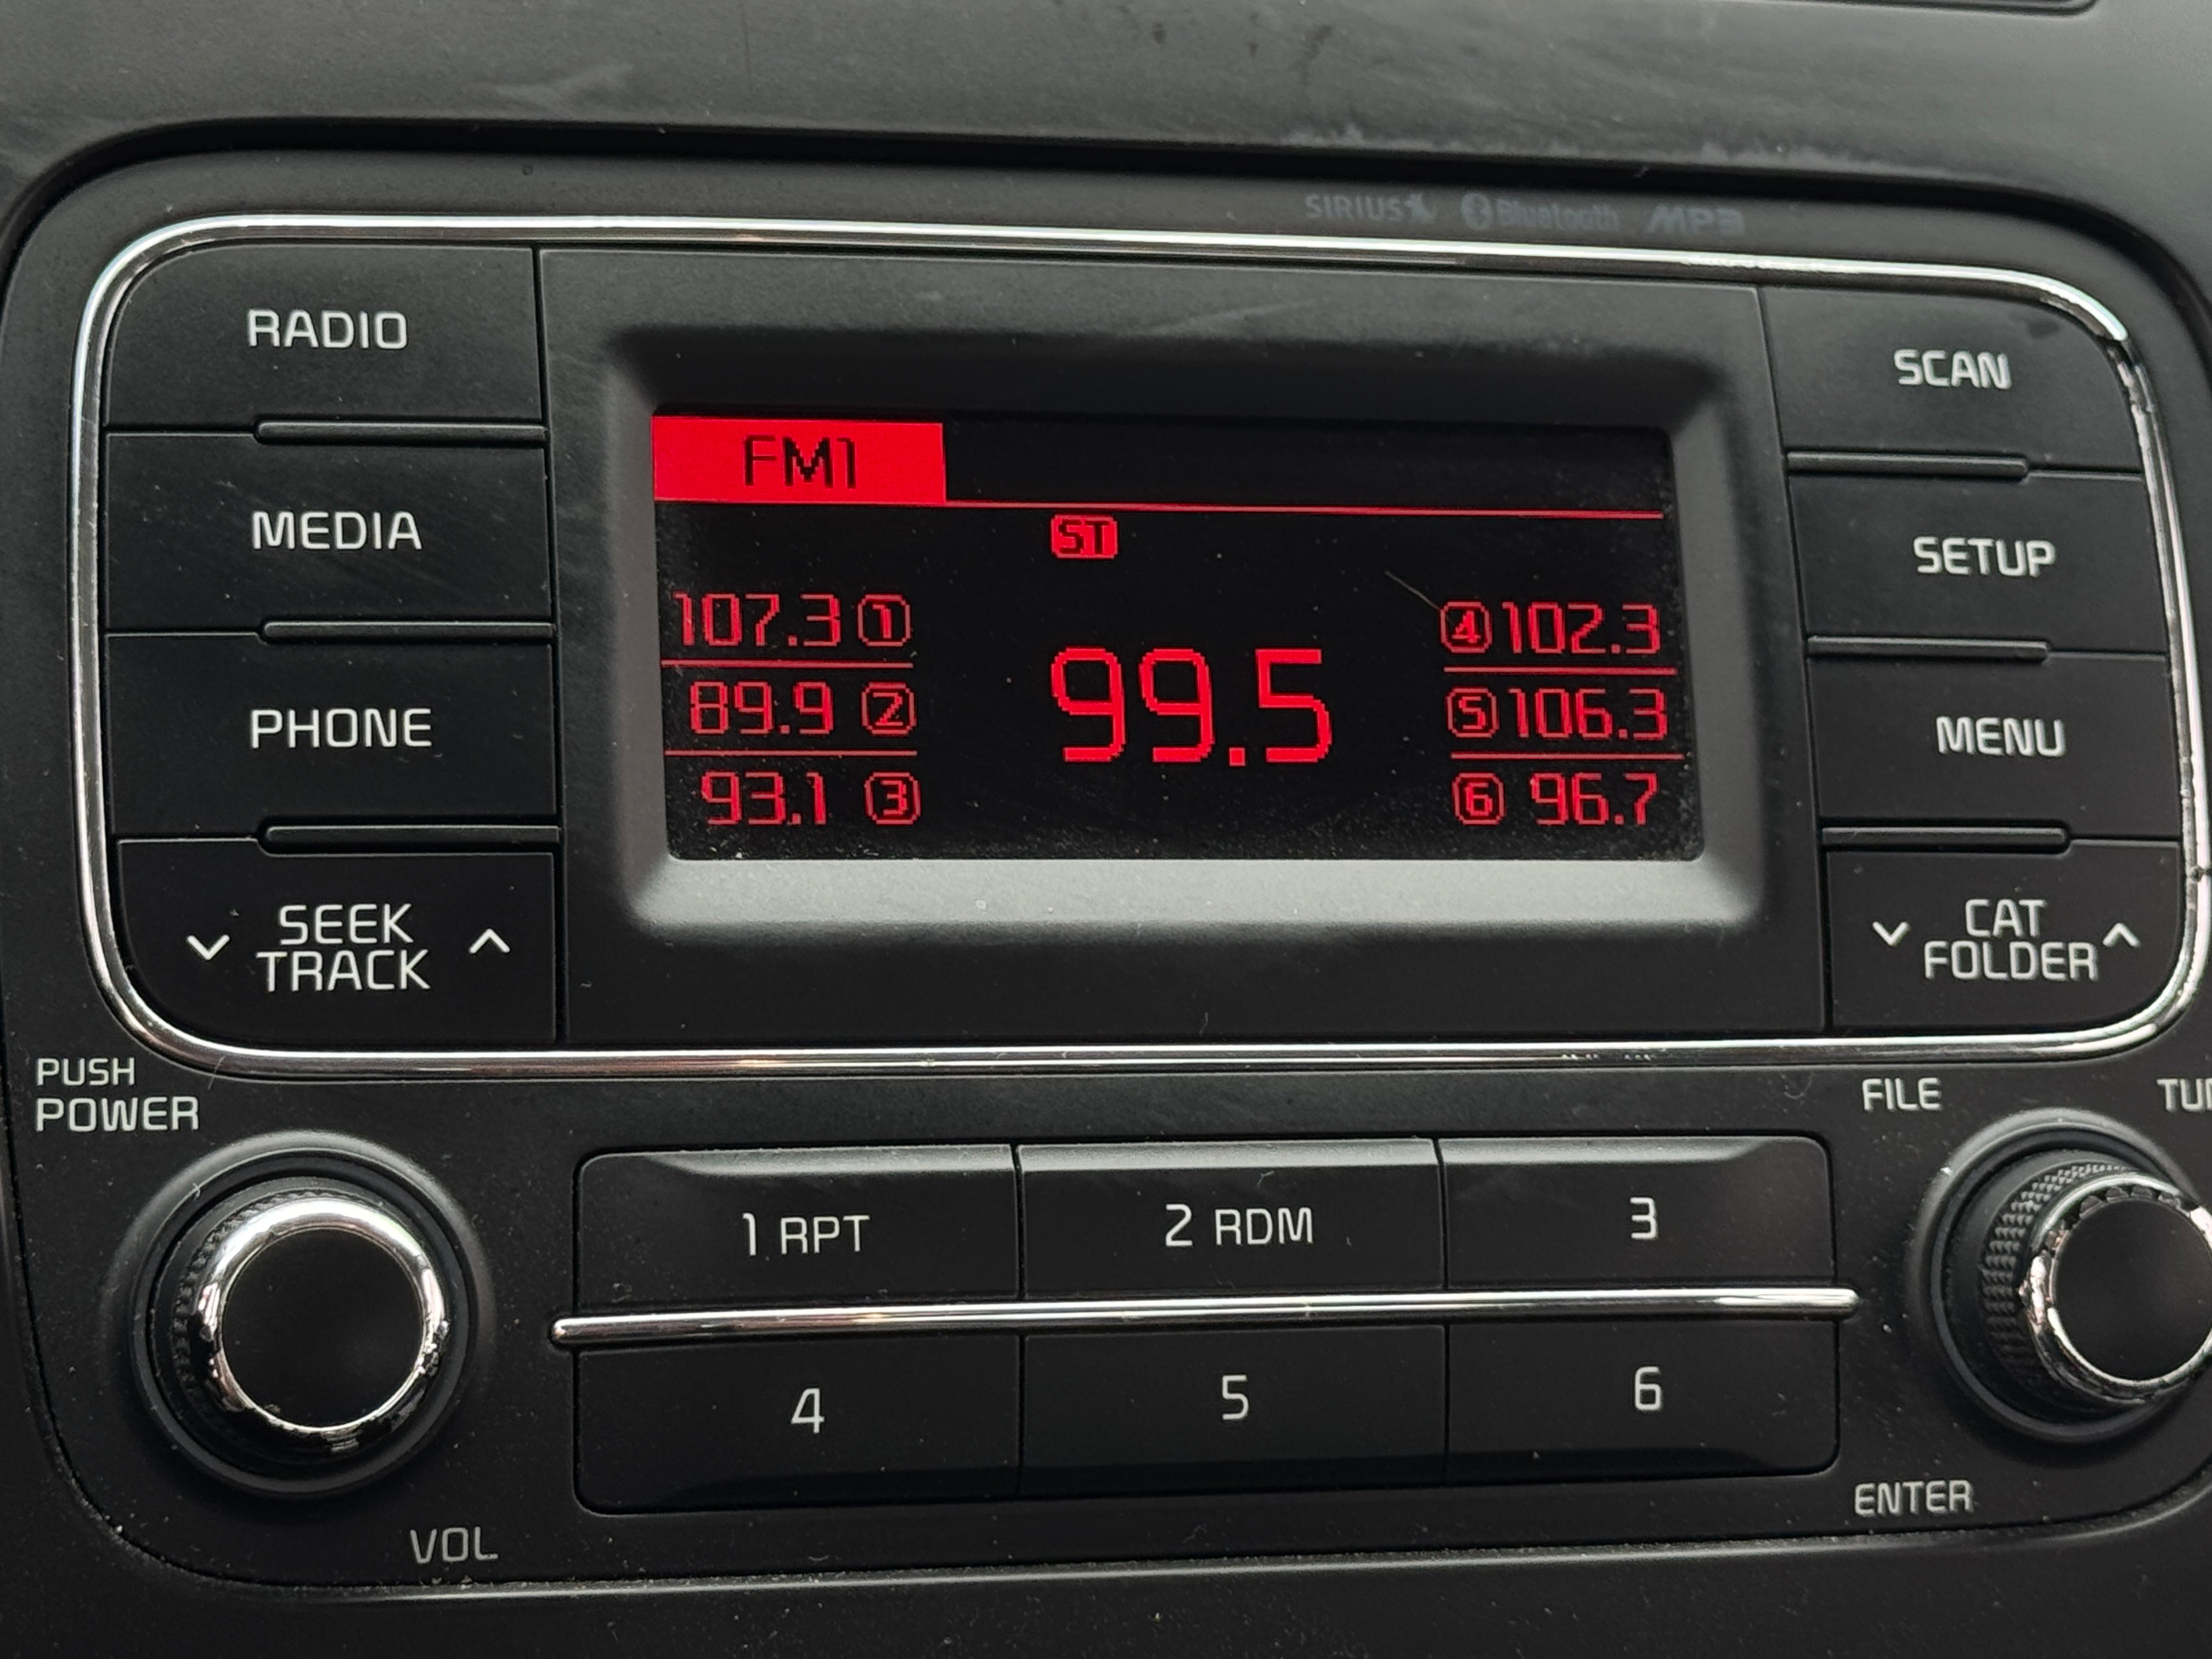 SIRIUS Bluetooth MP3
RADIO
MEDIA
PHONE
SEEK
TRACK
FM1
ST
107.3 1
89.9 2
93.1 3
99.5
4 102.3
5 106.3
6 96.7
SCAN
SETUP
MENU
CAT
FOLDER
PUSH
POWER
VOL
1 RPT
2 RDM
3
4
5
6
FILE
ENTER